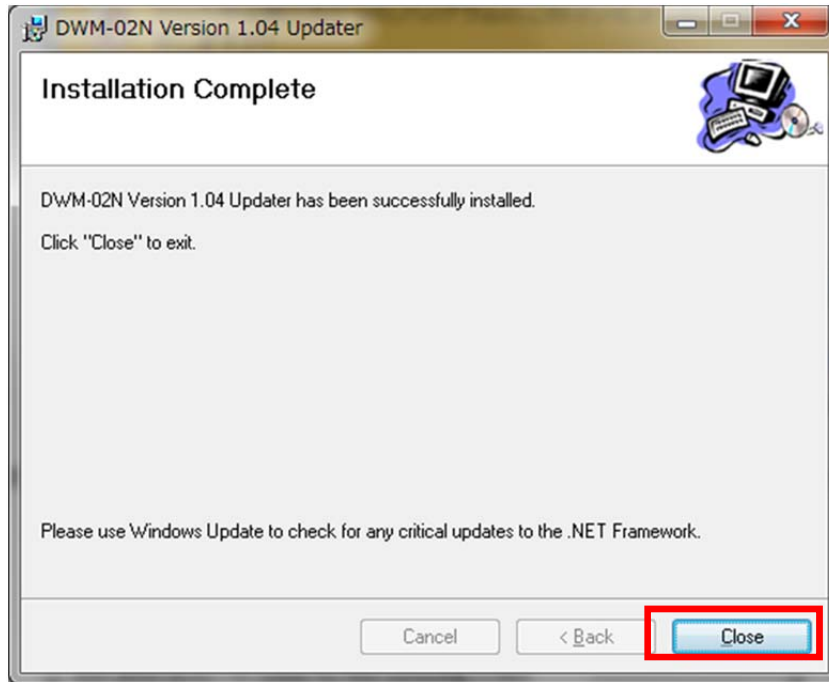 DWM-02N Version 1.04 Updater
Installation Complete
DWM-02N Version 1.04 Updater has been successfully installed.
Click "Close" to exit.
Please use Windows Update to check for any critical updates to the .NET Framework.
Cancel
< Back
Close